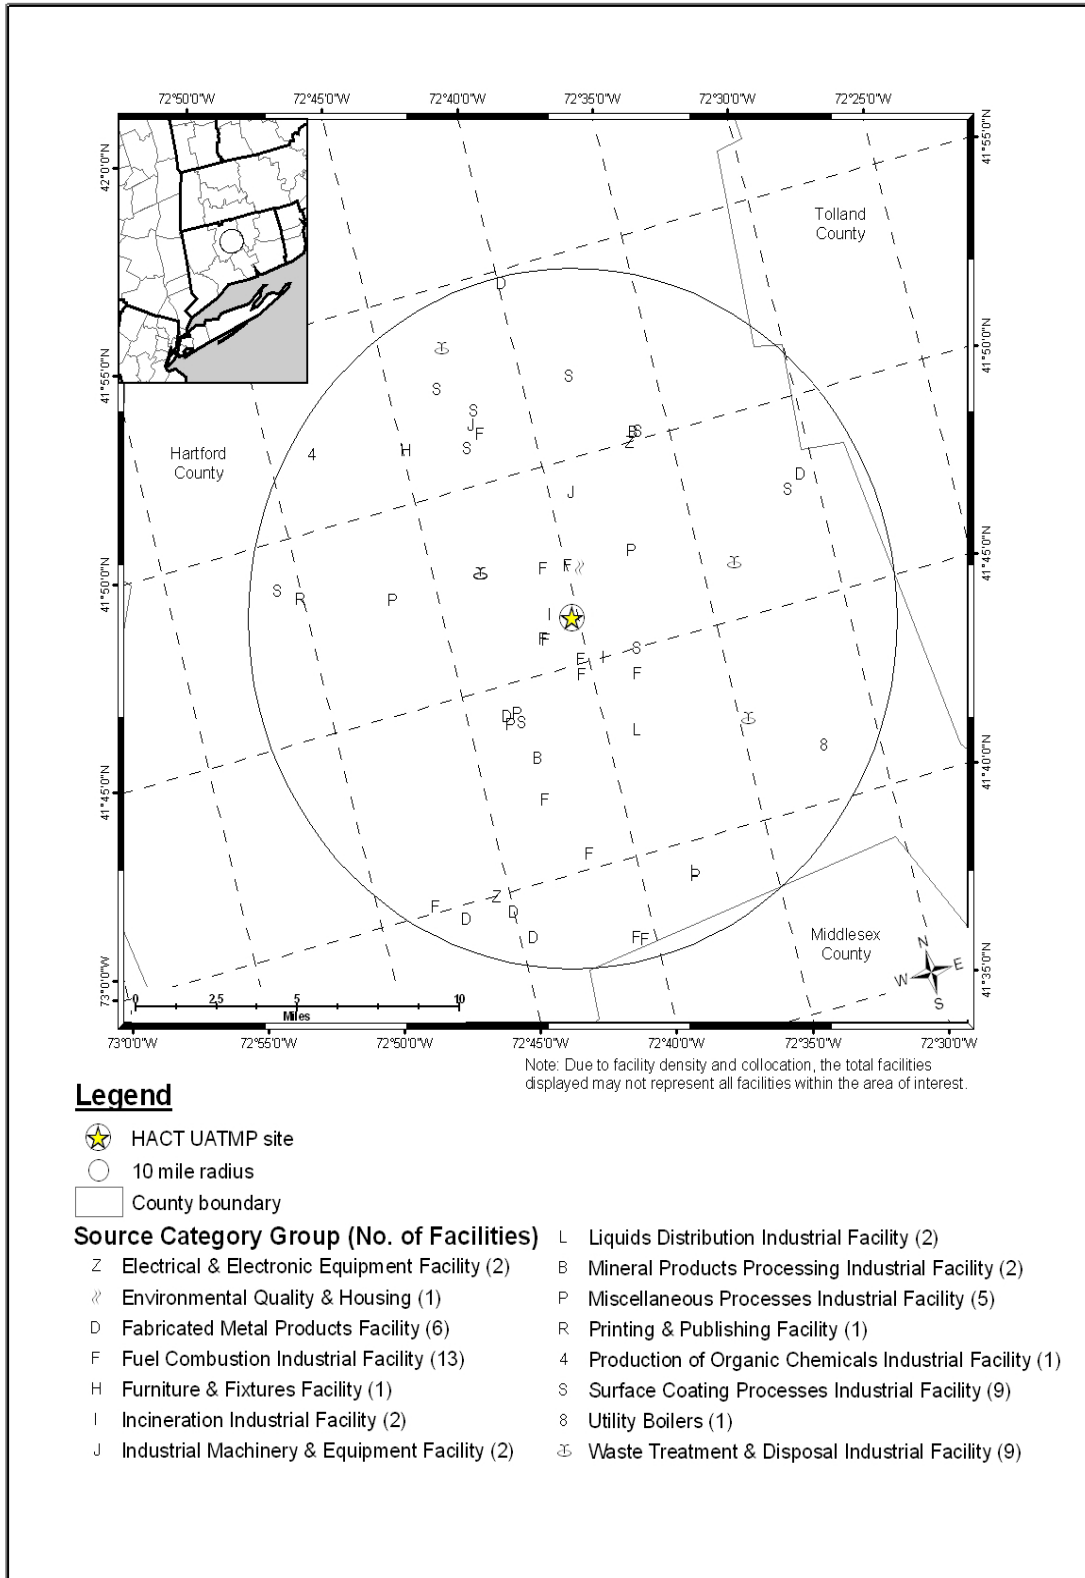 72°50'0"W 72°45'0"W 72°40'0"W 72°35'0"W 72°30'0"W 72°25'0"W
42°0'0"N
41°55'0"N
41°50'0"N
41°45'0"N
73°0'0"W
41°55'0"N
41°50'0"N
41°45'0"N
41°40'0"N
41°35'0"N
Tolland
County
Hartford
County
Middlesex
County
D
S
S
S
J
F
S
H
4
B
S
Z
D
S
J
P
F
F
S
R
P
I
F
F
E
I
S
F
F
D
P
P
S
L
B
8
F
F
L
P
Z
F
D
D
D
F
F
N
W
E
S
0 2.5 5 10
Miles
73°0'0"W 72°55'0"W 72°50'0"W 72°45'0"W 72°40'0"W 72°35'0"W 72°30'0"W
Note: Due to facility density and collocation, the total facilities
displayed may not represent all facilities within the area of interest.
Legend
HACT UATMP site
10 mile radius
County boundary
Source Category Group (No. of Facilities)
Z Electrical & Electronic Equipment Facility (2)
Environmental Quality & Housing (1)
D Fabricated Metal Products Facility (6)
F Fuel Combustion Industrial Facility (13)
H Furniture & Fixtures Facility (1)
I Incineration Industrial Facility (2)
J Industrial Machinery & Equipment Facility (2)
L Liquids Distribution Industrial Facility (2)
B Mineral Products Processing Industrial Facility (2)
P Miscellaneous Processes Industrial Facility (5)
R Printing & Publishing Facility (1)
4 Production of Organic Chemicals Industrial Facility (1)
S Surface Coating Processes Industrial Facility (9)
8 Utility Boilers (1)
Waste Treatment & Disposal Industrial Facility (9)